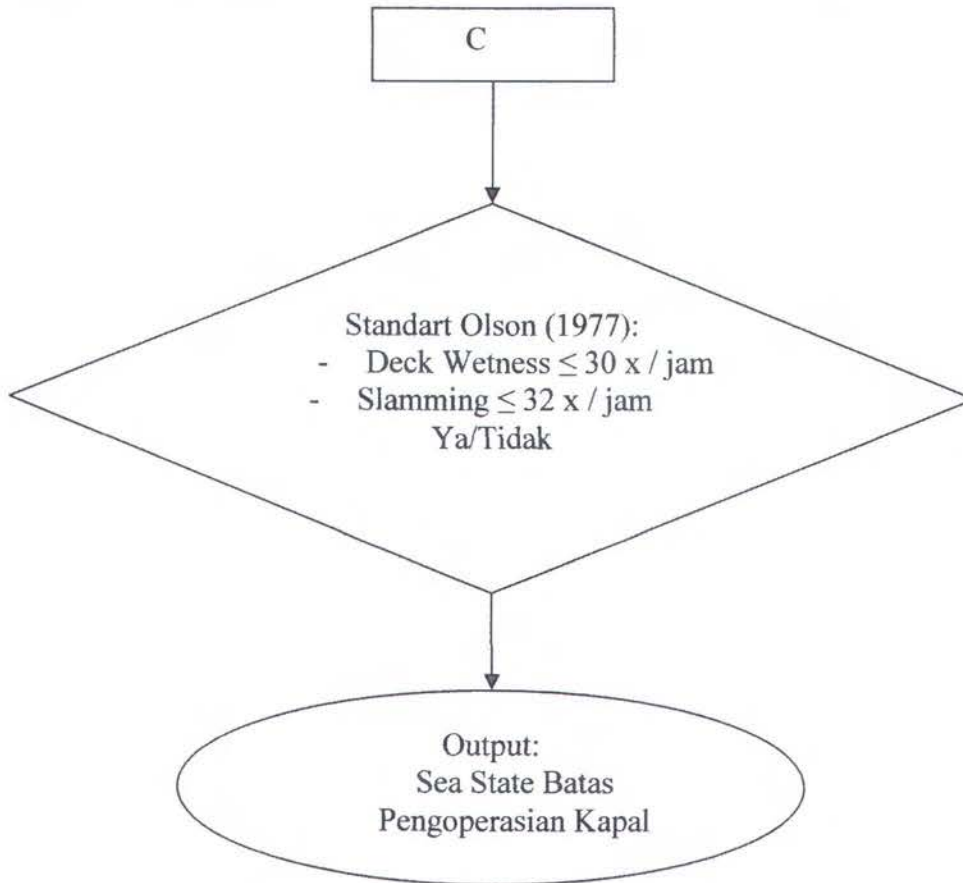 C
Standart Olson (1977):
- Deck Wetness ≤ 30 x / jam
- Slamming ≤ 32 x / jam
Ya/Tidak
Output:
Sea State Batas
Pengoperasian Kapal